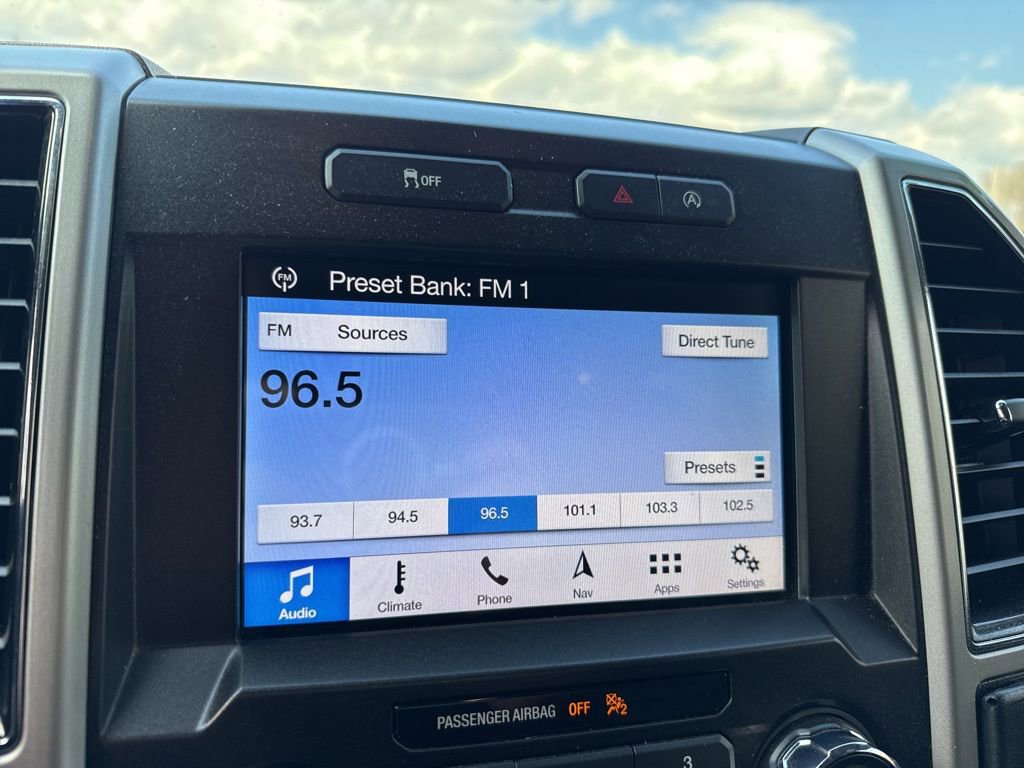 OFF
A
FM Preset Bank: FM 1
FM Sources
Direct Tune
96.5
Presets
93.7 94.5 96.5 101.1 103.3 102.5
Audio Climate Phone Nav Apps Settings
PASSENGER AIRBAG OFF 2
3